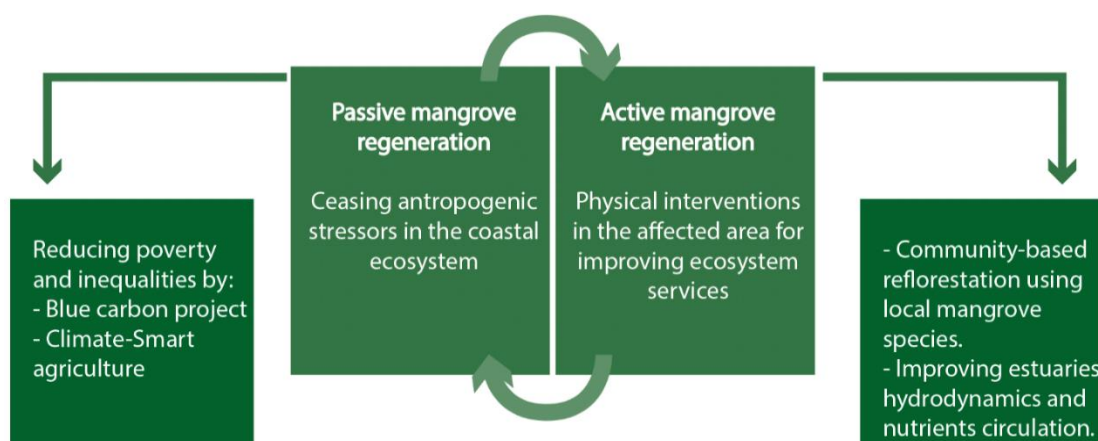 Passive mangrove
regeneration
Ceasing antropogenic
stressors in the coastal
ecosystem
Active mangrove
regeneration
Physical interventions
in the affected area for
improving ecosystem
services
Reducing poverty
and inequalities by:
- Blue carbon project
- Climate-Smart
agriculture
- Community-based
reflorestation using
local mangrove
species.
- Improving estuaries
hydrodynamics and
nutrients circulation.